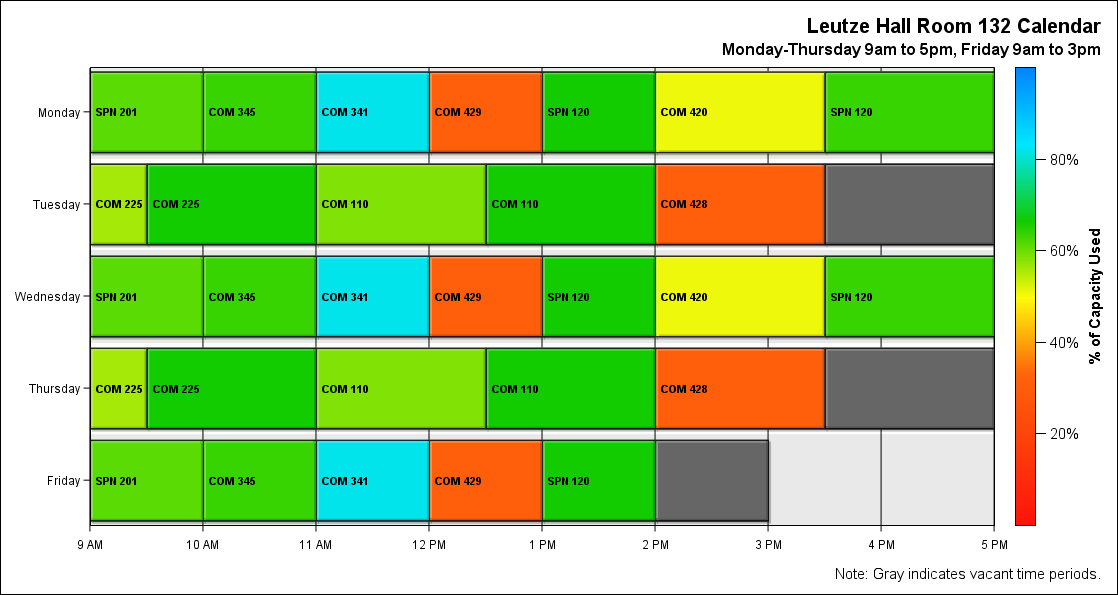 Leutze Hall Room 132 Calendar
Monday-Thursday 9am to 5pm, Friday 9am to 3pm
Monday
SPN 201
COM 345
COM 341
COM 429
SPN 120
COM 420
SPN 120
Tuesday
COM 225
COM 225
COM 110
COM 110
COM 428
Wednesday
SPN 201
COM 345
COM 341
COM 429
SPN 120
COM 420
SPN 120
Thursday
COM 225
COM 225
COM 110
COM 110
COM 428
Friday
SPN 201
COM 345
COM 341
COM 429
SPN 120
9 AM
10 AM
11 AM
12 PM
1 PM
2 PM
3 PM
4 PM
5 PM
80%
60%
40%
20%
% of Capacity Used
Note: Gray indicates vacant time periods.